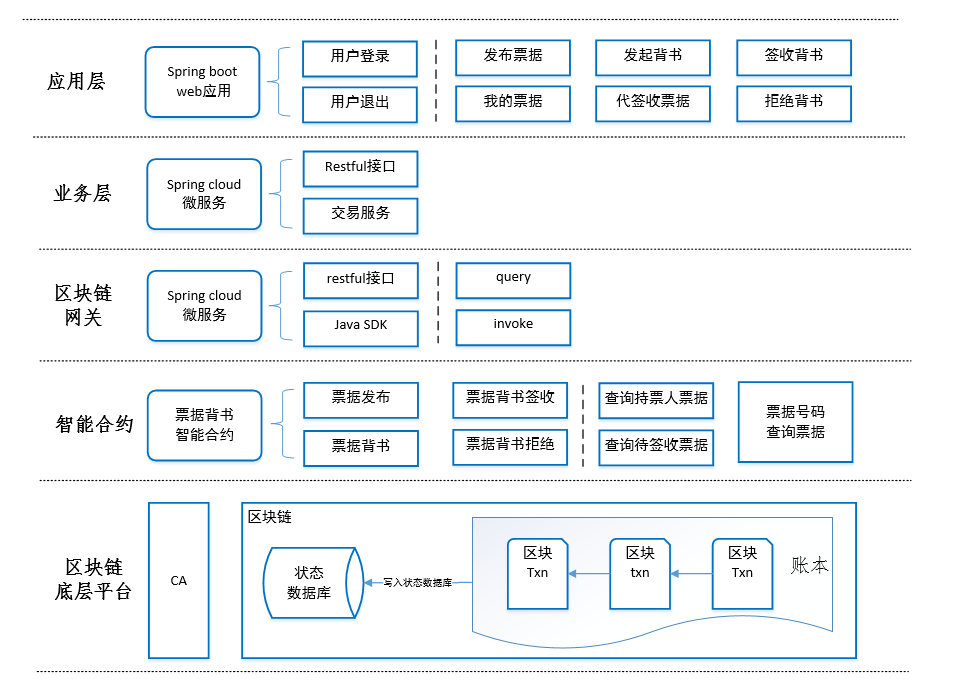 应用层
Spring boot
web应用
用户登录
用户退出
发布票据
发起背书
签收背书
我的票据
代签收票据
拒绝背书
业务层
Spring cloud
微服务
Restful接口
交易服务
区块链
网关
Spring cloud
微服务
restful接口
Java SDK
query
invoke
智能合约
票据背书
智能合约
票据发布
票据背书
票据背书签收
票据背书拒绝
查询持票人票据
查询待签收票据
票据号码
查询票据
区块链
底层平台
CA
区块链
状态
数据库
写入状态数据库
区块
Txn
区块
txn
区块
Txn
账本